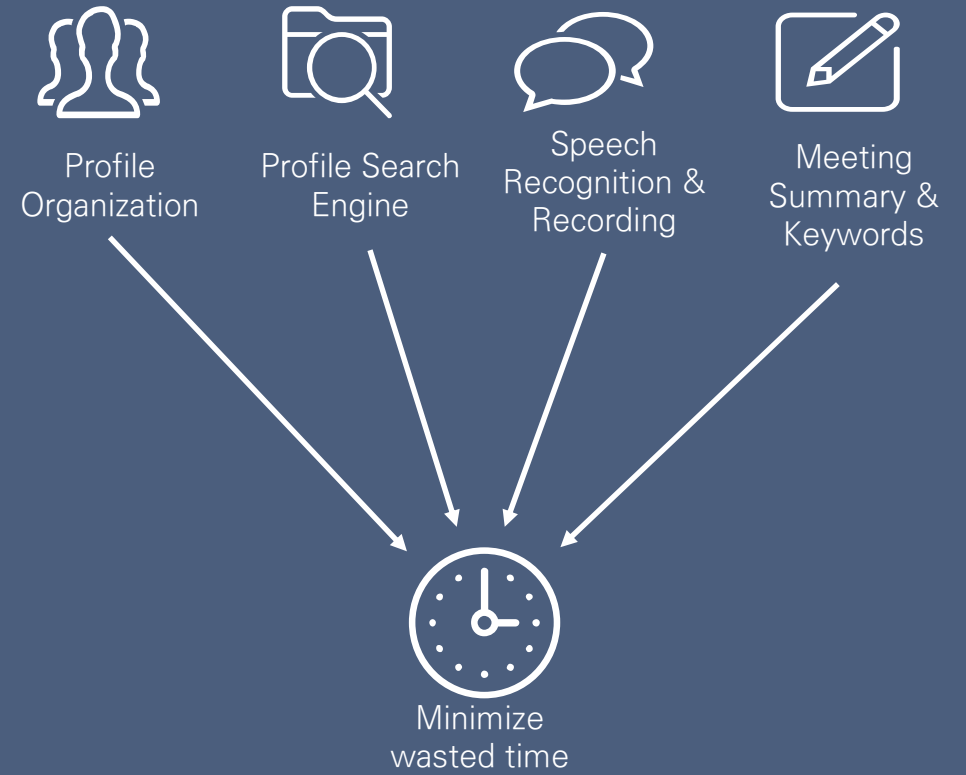 Profile
Organization
Profile Search
Engine
Speech
Recognition &
Recording
Meeting
Summary &
Keywords
Minimize
wasted time